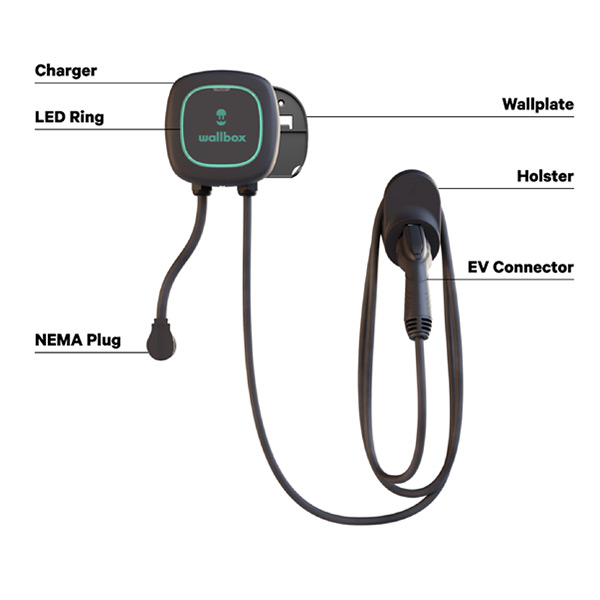 Charger
LED Ring
wallbox
Wallplate
Holster
EV Connector
NEMA Plug